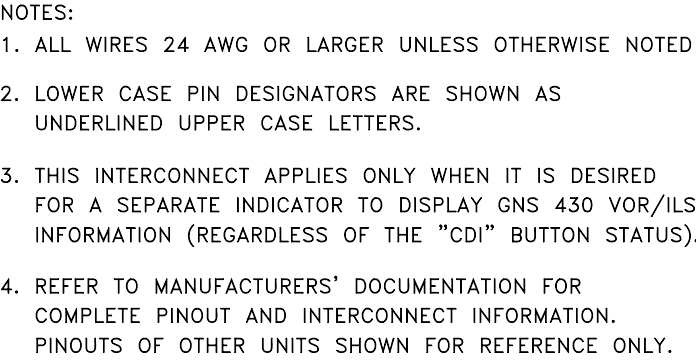 NOTES:
1. ALL WIRES 24 AWG OR LARGER UNLESS OTHERWISE NOTED
2. LOWER CASE PIN DESIGNATORS ARE SHOWN AS
UNDERLINED UPPER CASE LETTERS.
3. THIS INTERCONNECT APPLIES ONLY WHEN IT IS DESIRED
FOR A SEPARATE INDICATOR TO DISPLAY GNS 430 VOR/ILS
INFORMATION (REGARDLESS OF THE "CDI" BUTTON STATUS).
4. REFER TO MANUFACTURERS' DOCUMENTATION FOR
COMPLETE PINOUT AND INTERCONNECT INFORMATION.
PINOUTS OF OTHER UNITS SHOWN FOR REFERENCE ONLY.